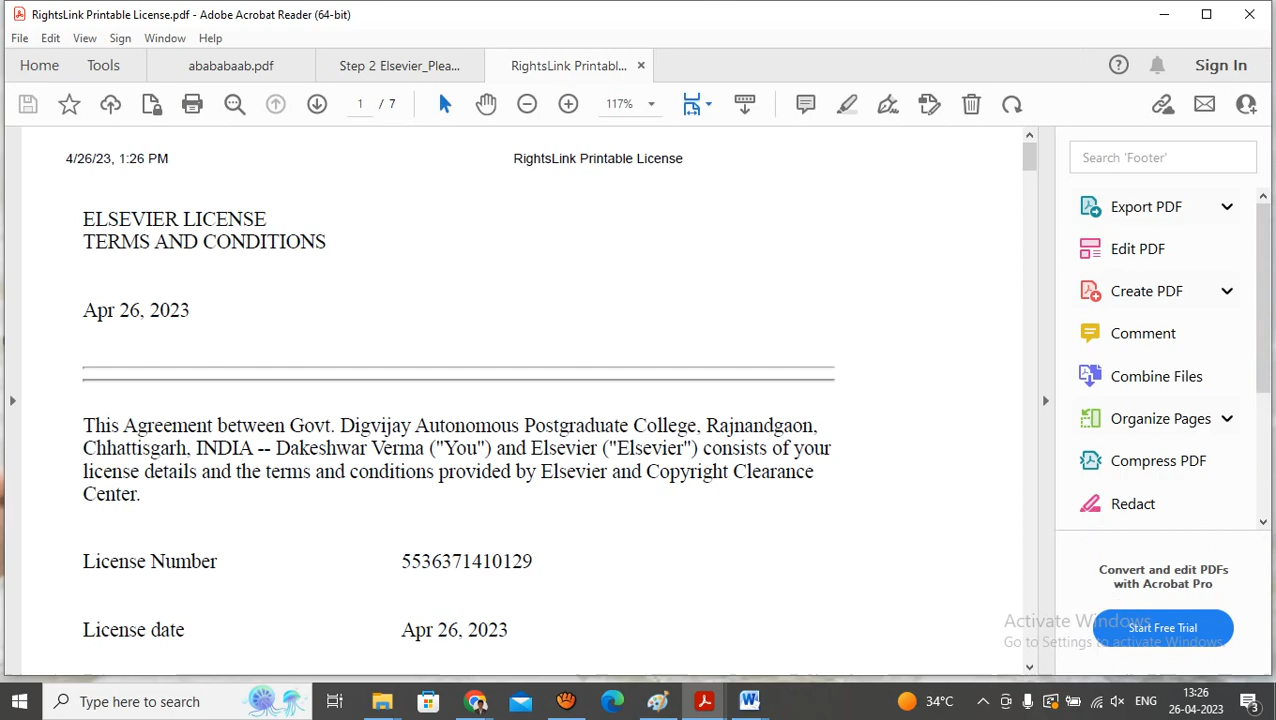 RightsLink Printable License.pdf - Adobe Acrobat Reader (64-bit)
File Edit View Sign Window Help
Home Tools abababaab.pdf Step 2 Elsevier_Plea... RightsLink Printabl... × Sign In
1 / 7 117%
4/26/23, 1:26 PM RightsLink Printable License
ELSEVIER LICENSE
TERMS AND CONDITIONS
Apr 26, 2023
This Agreement between Govt. Digvijay Autonomous Postgraduate College, Rajnandgaon,
Chhattisgarh, INDIA -- Dakeshwar Verma ("You") and Elsevier ("Elsevier") consists of your
license details and the terms and conditions provided by Elsevier and Copyright Clearance
Center.
License Number 5536371410129
License date Apr 26, 2023
Search 'Footer'
Export PDF
Edit PDF
Create PDF
Comment
Combine Files
Organize Pages
Compress PDF
Redact
Convert and edit PDFs
with Acrobat Pro
Start Free Trial
Activate Windows
Go to Settings to activate Windows.
Type here to search 34°C ENG 13:26
26-04-2023 3